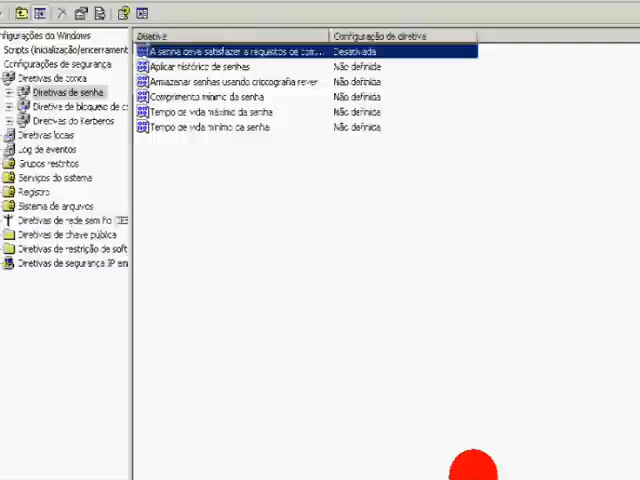 nfigurações do Windows
Scripts (inicialização/encerrament
Configurações de segurança
Diretivas de conta
Diretivas de senha
Diretiva de bloqueio de c
Diretivas do Kerberos
Diretivas locais
Log de eventos
Grupos restritos
Serviços do sistema
Registro
Sistema de arquivos
Diretivas de rede sem fio (IEE
Diretivas de chave pública
Diretivas de restrição de soft
Diretivas de segurança IP em
Diretiva Configuração de diretiva
A senha deve satisfazer a requisitos de com... Desativada
Aplicar histórico de senhas Não definida
Armazenar senhas usando criptografia rever Não definida
Comprimento mínimo da senha Não definida
Tempo de vida máximo da senha Não definida
Tempo de vida mínimo da senha Não definida